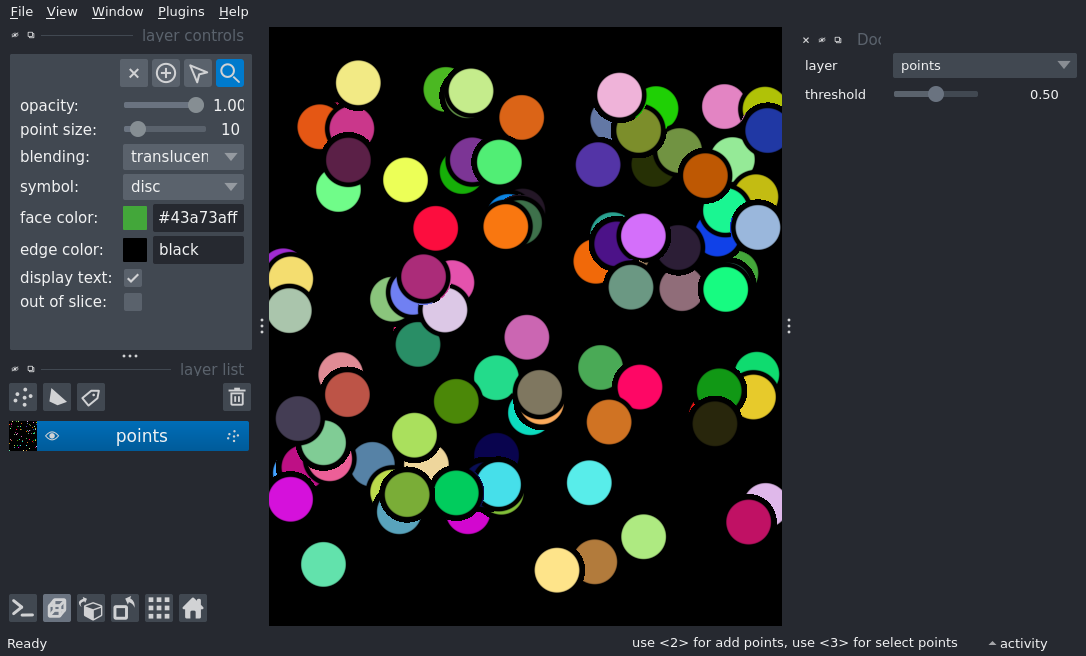 File View Window Plugins Help
layer controls
opacity: 1.00
point size: 10
blending: translucen
symbol: disc
face color: #43a73aff
edge color: black
display text:
out of slice:
layer list
points
Ready
Doc
layer points
threshold 0.50
use <2> for add points, use <3> for select points
activity